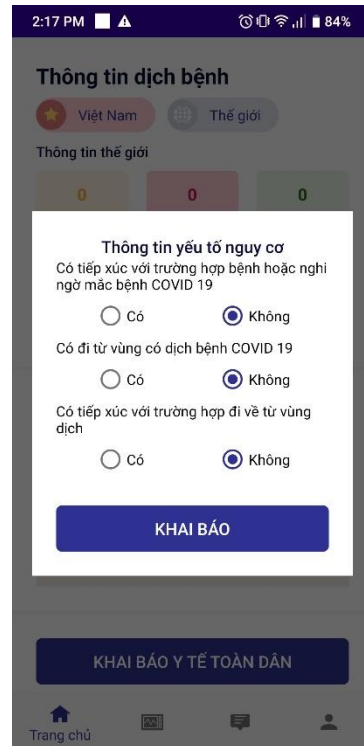 2:17 PM 84%
Thông tin dịch bệnh
Việt Nam Thế giới
Thông tin thế giới
0 0 0
Thông tin yếu tố nguy cơ
Có tiếp xúc với trường hợp bệnh hoặc nghi
ngờ mắc bệnh COVID 19
Có Không
Có đi từ vùng có dịch bệnh COVID 19
Có Không
Có tiếp xúc với trường hợp đi về từ vùng
dịch
Có Không
KHAI BÁO
KHAI BÁO Y TẾ TOÀN DÂN
Trang chủ